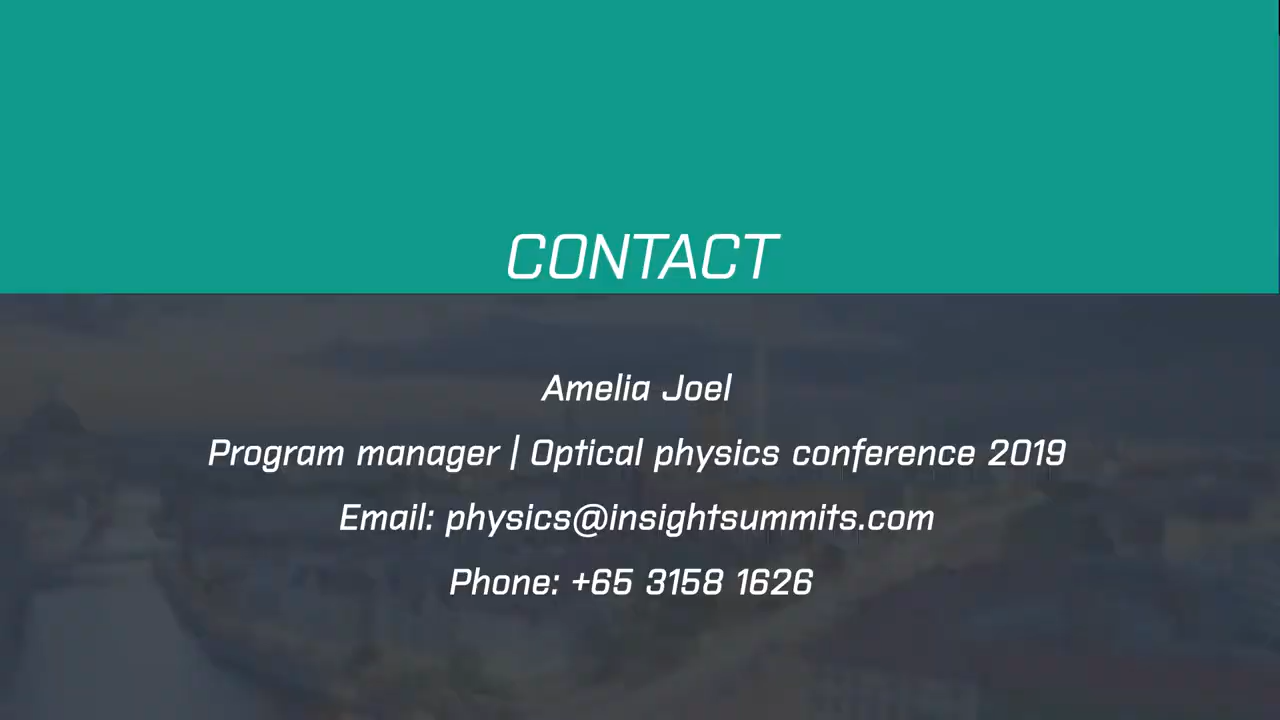 CONTACT
Amelia Joel
Program manager | Optical physics conference 2019
Email: physics@insightsummits.com
Phone: +65 3158 1626